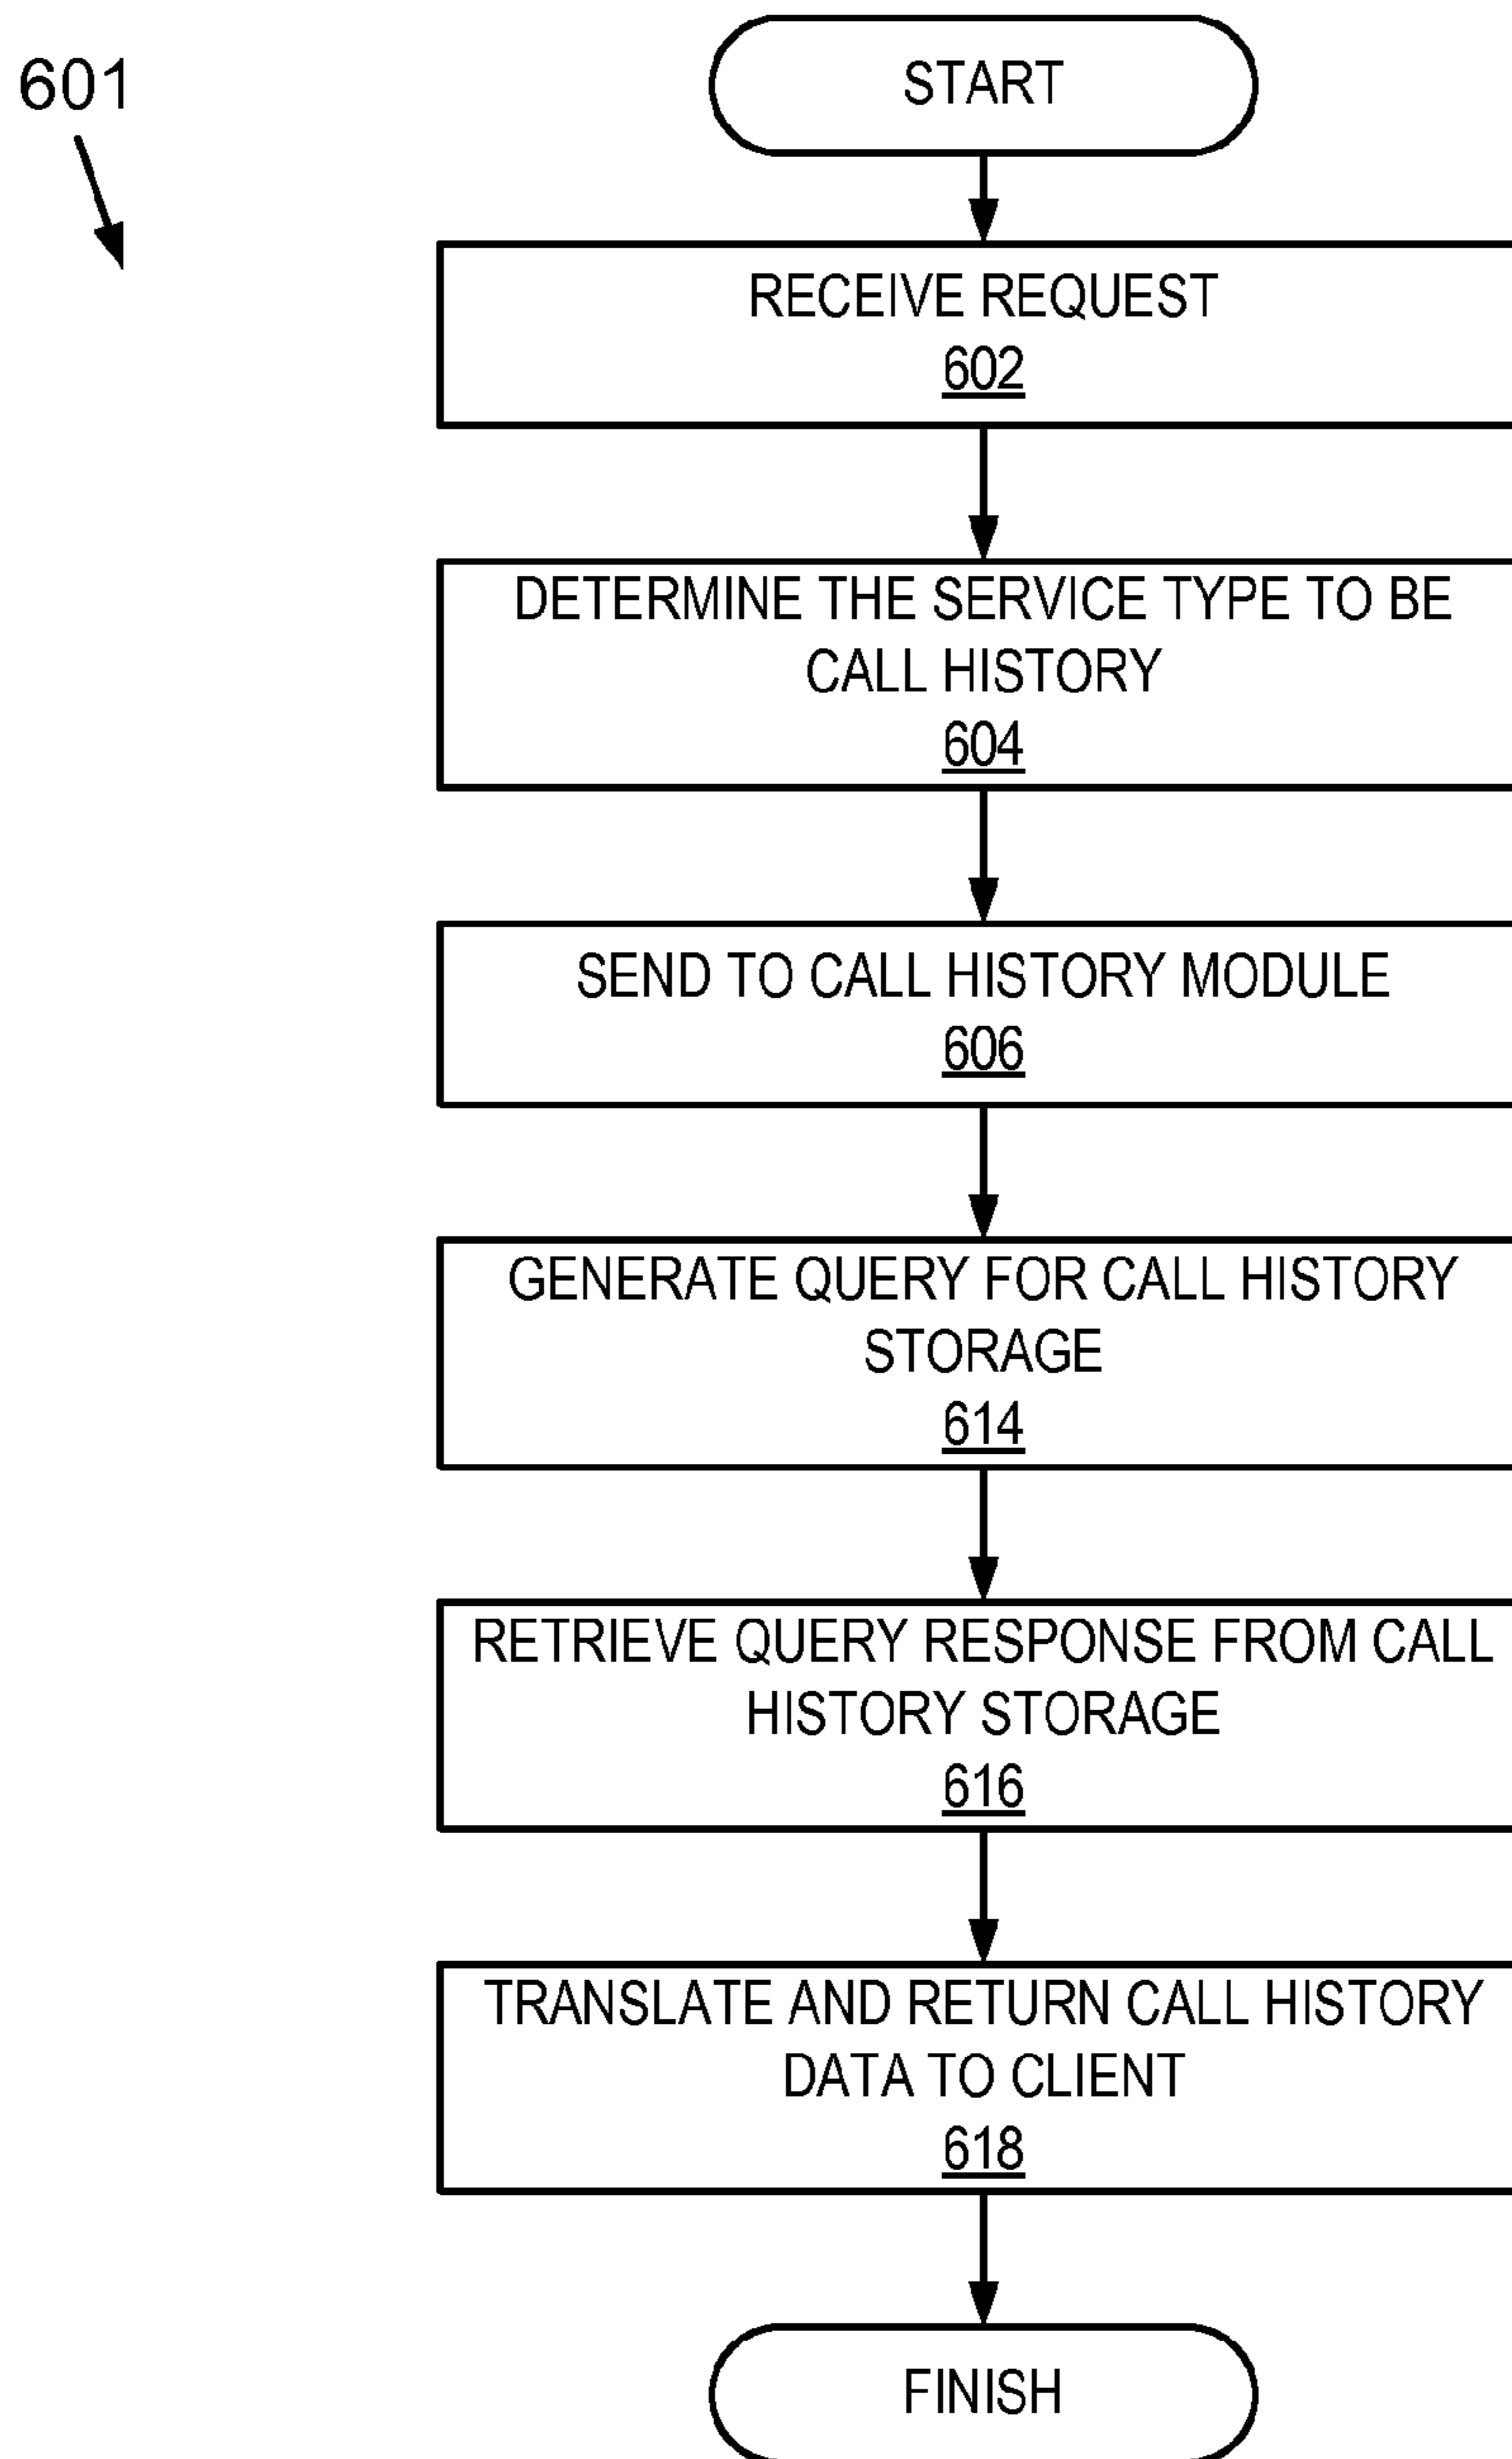 601
START
RECEIVE REQUEST
602
DETERMINE THE SERVICE TYPE TO BE
CALL HISTORY
604
SEND TO CALL HISTORY MODULE
606
GENERATE QUERY FOR CALL HISTORY
STORAGE
614
RETRIEVE QUERY RESPONSE FROM CALL
HISTORY STORAGE
616
TRANSLATE AND RETURN CALL HISTORY
DATA TO CLIENT
618
FINISH